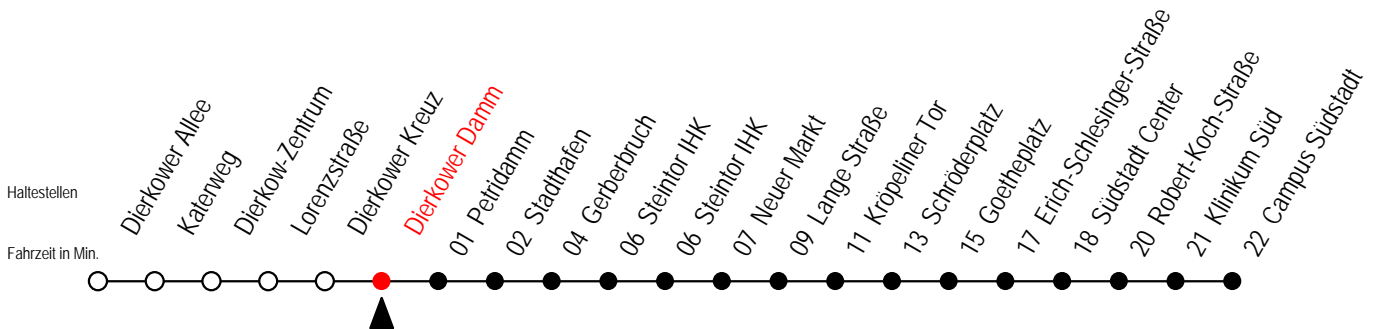 Haltestellen
Fahrzeit in Min.
Dierkower Allee
Katerweg
Dierkow-Zentrum
Lorenzstraße
Dierkower Kreuz
Dierkower Damm
01 Petridamm
02 Stadthafen
04 Gerberbruch
06 Steintor IHK
06 Steintor IHK
07 Neuer Markt
09 Lange Straße
11 Kröpeliner Tor
13 Schröderplatz
15 Goetheplatz
17 Erich-Schlesinger-Straße
18 Südstadt Center
20 Robert-Koch-Straße
21 Klinikum Süd
22 Campus Südstadt